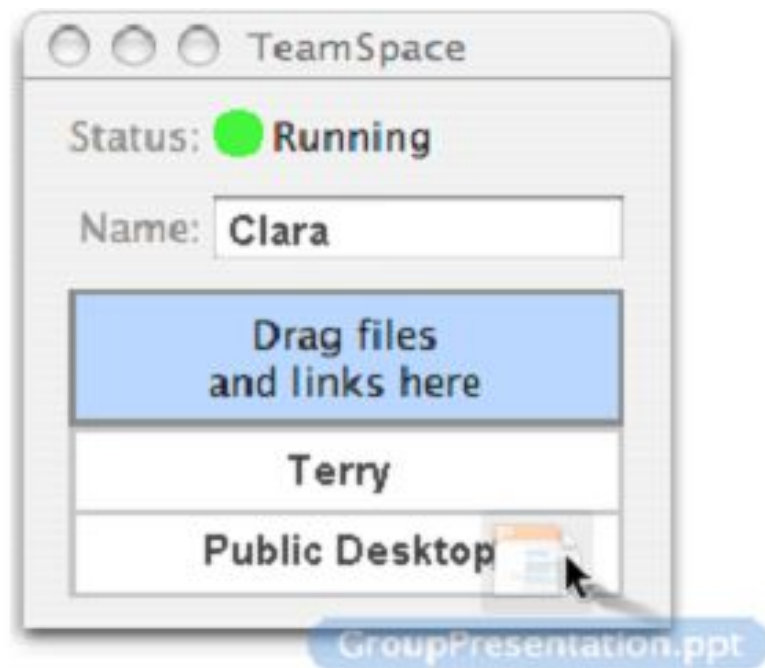 TeamSpace
Status: Running
Name: Clara
Drag files
and links here
Terry
Public Desktop
GroupPresentation.ppt